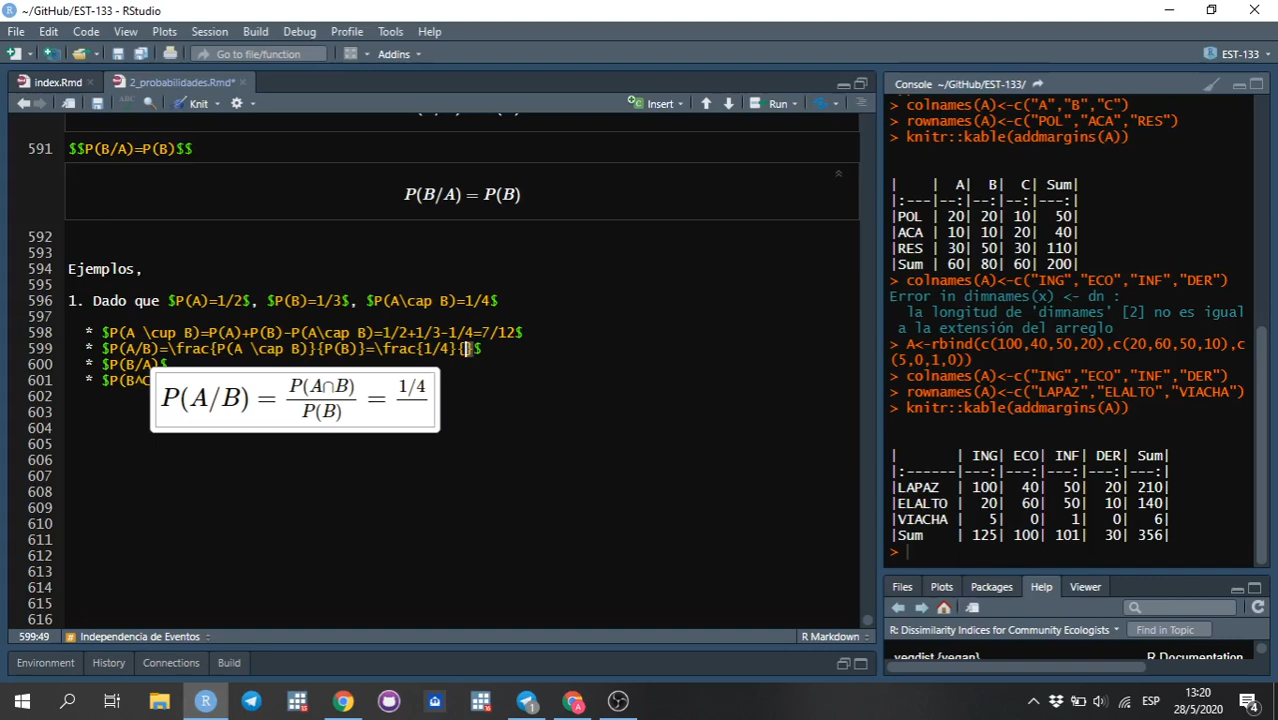 ~/GitHub/EST-133 - RStudio
File Edit Code View Plots Session Build Debug Profile Tools Help
Go to file/function Addins EST-133
index.Rmd 2_probabilidades.Rmd*
ABC Knit Insert Run
591 $$P(B/A)=P(B)$$
P(B/A) = P(B)
592
593
594 Ejemplos,
595
596 1. Dado que $P(A)=1/2$, $P(B)=1/3$, $P(A\cap B)=1/4$
597
598 * $P(A \cup B)=P(A)+P(B)-P(A\cap B)=1/2+1/3-1/4=7/12$
599 * $P(A/B)=\frac{P(A \cap B)}{P(B)}=\frac{1/4}{}$
600 * $P(B/A)$
601 * $P(B^C
P(A/B) = P(A∩B) / P(B) = 1/4
602
603
604
605
606
607
608
609
610
611
612
613
614
615
616
599:49 Independencia de Eventos R Markdown
Environment History Connections Build
Console ~/GitHub/EST-133/
> colnames(A)<-c("A","B","C")
> rownames(A)<-c("POL","ACA","RES")
> knitr::kable(addmargins(A))
| | A| B| C| Sum|
|:---|--:|--:|--:|---:|
|POL | 20| 20| 10| 50|
|ACA | 10| 10| 20| 40|
|RES | 30| 50| 30| 110|
|Sum | 60| 80| 60| 200|
> colnames(A)<-c("ING","ECO","INF","DER")
Error in dimnames(x) <- dn :
la longitud de 'dimnames' [2] no es igual
a la extensión del arreglo
> A<-rbind(c(100,40,50,20),c(20,60,50,10),c
(5,0,1,0))
> colnames(A)<-c("ING","ECO","INF","DER")
> rownames(A)<-c("LAPAZ","ELALTO","VIACHA")
> knitr::kable(addmargins(A))
| | ING| ECO| INF| DER| Sum|
|:------|---:|---:|---:|---:|---:|
|LAPAZ | 100| 40| 50| 20| 210|
|ELALTO | 20| 60| 50| 10| 140|
|VIACHA | 5| 0| 1| 0| 6|
|Sum | 125| 100| 101| 30| 356|
>
Files Plots Packages Help Viewer
R: Dissimilarity Indices for Community Ecologists Find in Topic
vegdist {vegan} R Documentation
ESP 13:20
28/5/2020 4